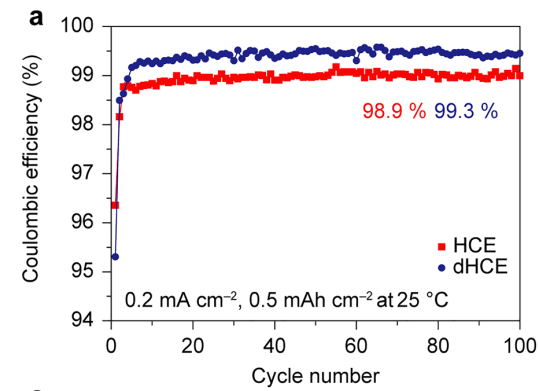 a
100
99
98
97
96
95
94
Coulombic efficiency (%)
98.9 % 99.3 %
HCE
dHCE
0.2 mA cm⁻², 0.5 mAh cm⁻² at 25 °C
0 20 40 60 80 100
Cycle number